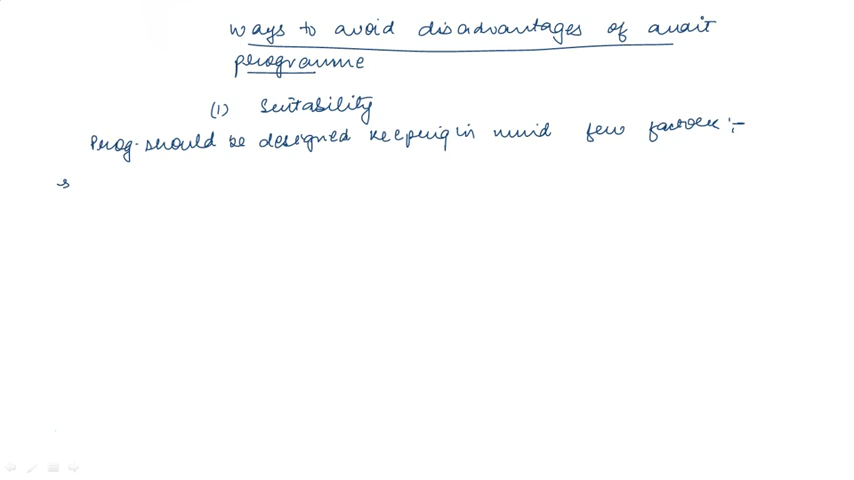 ways to avoid disadvantages of audit
programme
(1) Suitability
Prog. should be designed keeping in mind few factors :-